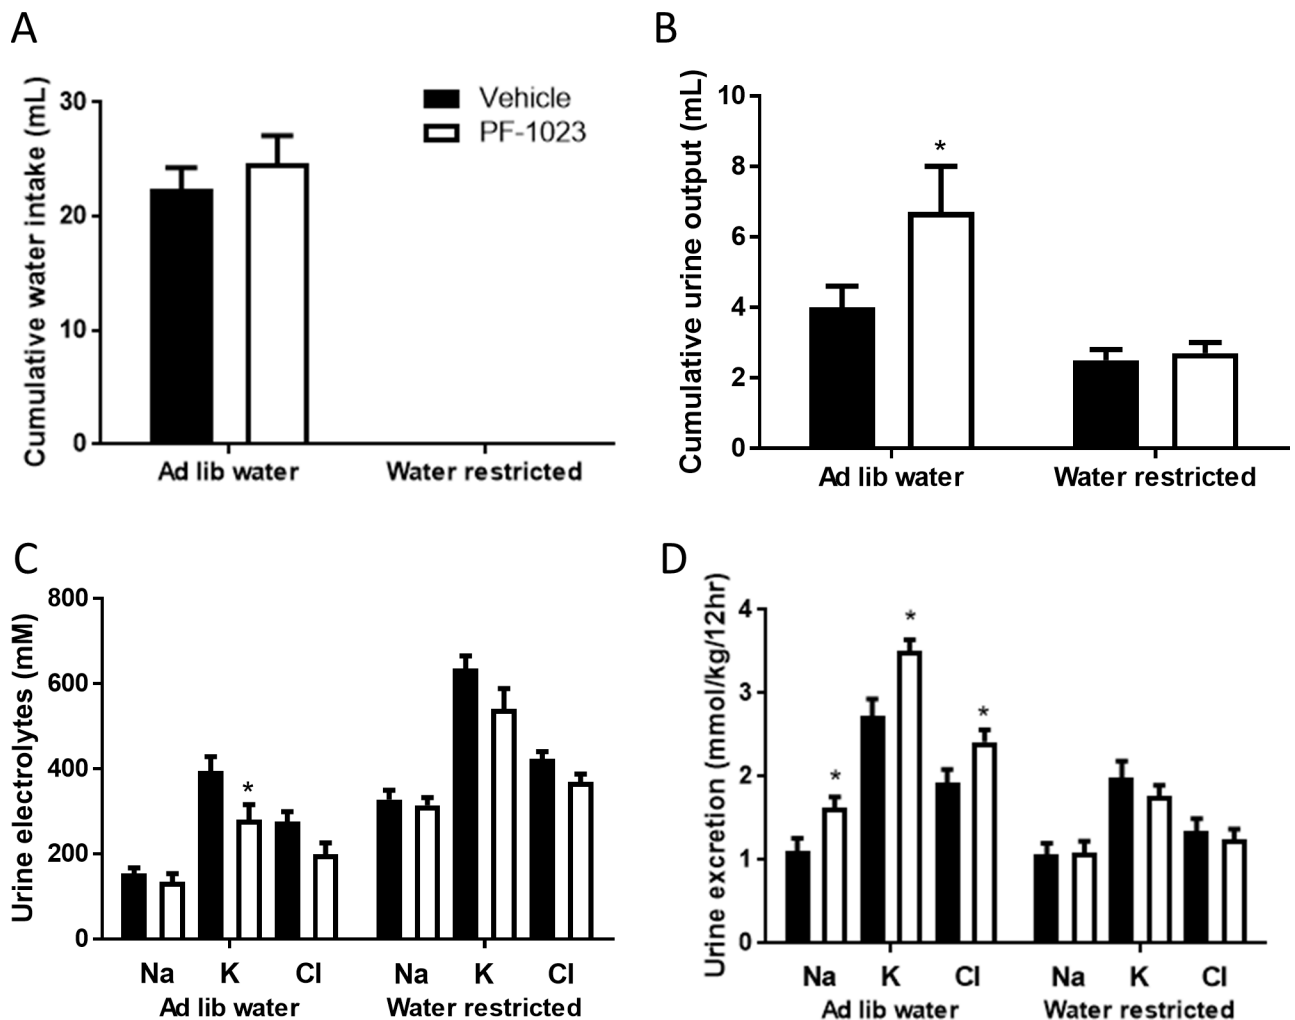 A
Cumulative water intake (mL)
30
20
10
0
Vehicle
PF-1023
Ad lib water
Water restricted
B
Cumulative urine output (mL)
10
8
6
4
2
0
*
Ad lib water
Water restricted
C
Urine electrolytes (mM)
800
600
400
200
0
*
Na K Cl Na K Cl
Ad lib water
Water restricted
D
Urine excretion (mmol/kg/12hr)
4
3
2
1
0
*
*
*
Na K Cl Na K Cl
Ad lib water
Water restricted